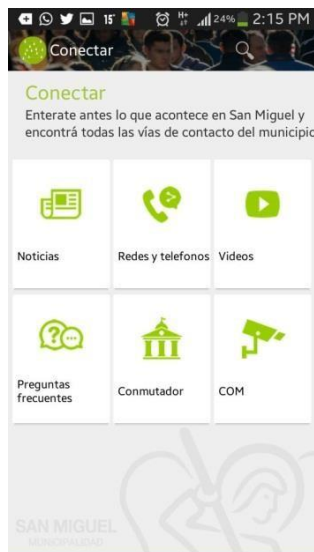 15°
H+
24%
2:15 PM
Conectar
Conectar
Enterate antes lo que acontece en San Miguel y
encontrá todas las vías de contacto del municipio
Noticias
Redes y telefonos
Videos
Preguntas
frecuentes
Conmutador
COM
SAN MIGUEL
MUNICIPALIDAD